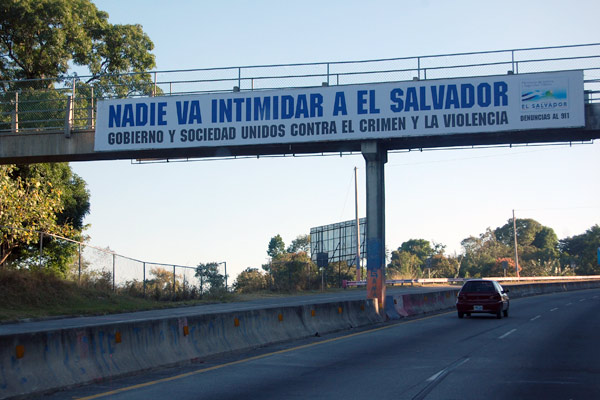 NADIE VA INTIMIDAR A EL SALVADOR
GOBIERNO Y SOCIEDAD UNIDOS CONTRA EL CRIMEN Y LA VIOLENCIA
EL SALVADOR
DENUNCIAS AL 911